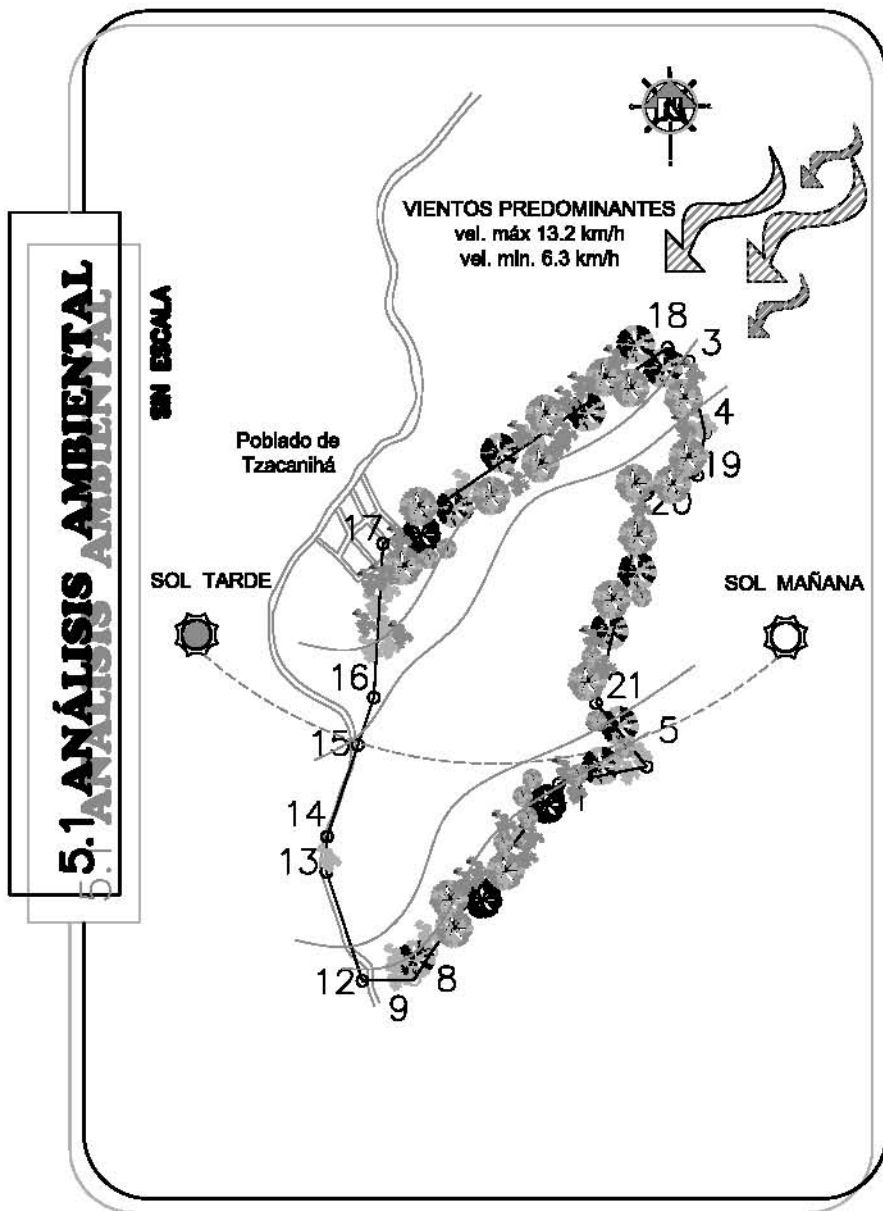 5.1 ANÁLISIS AMBIENTAL
SIN ESCALA
N
VIENTOS PREDOMINANTES
vel. máx 13.2 km/h
vel. mín. 6.3 km/h
18
3
4
19
20
Poblado de
Tzacanihá
17
SOL TARDE
SOL MAÑANA
16
21
15
5
14
13
12
8
9